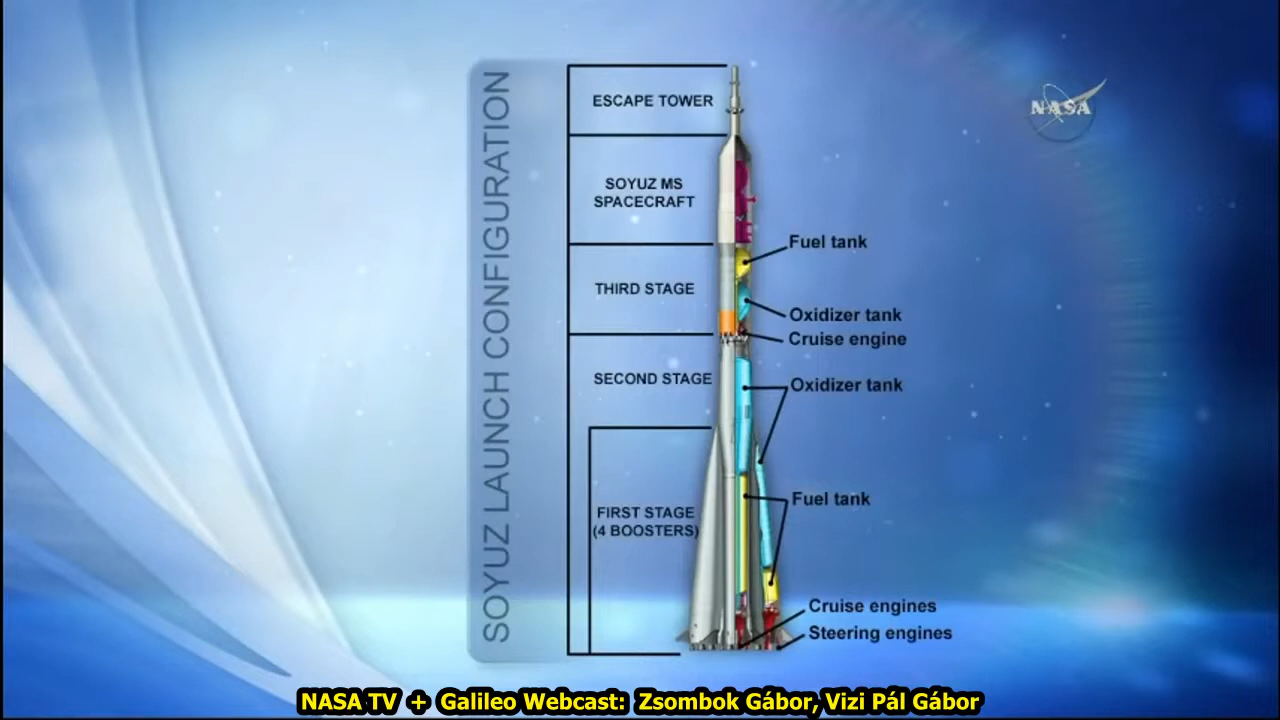 SOYUZ LAUNCH CONFIGURATION
ESCAPE TOWER
NASA
SOYUZ MS
SPACECRAFT
Fuel tank
THIRD STAGE
Oxidizer tank
Cruise engine
SECOND STAGE
Oxidizer tank
Fuel tank
FIRST STAGE
(4 BOOSTERS)
Cruise engines
Steering engines
NASA TV + Galileo Webcast: Zsombok Gábor, Vizi Pál Gábor